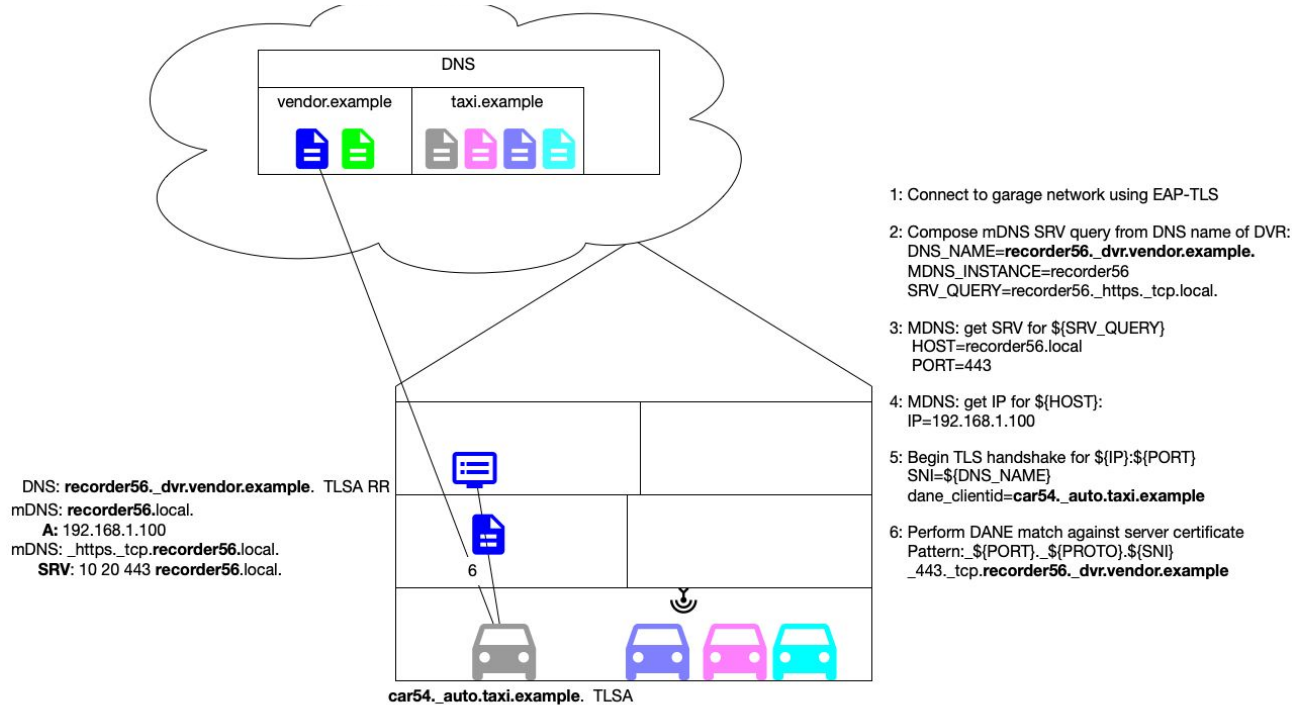 DNS
vendor.example
taxi.example
1: Connect to garage network using EAP-TLS
2: Compose mDNS SRV query from DNS name of DVR:
DNS_NAME=recorder56._dvr.vendor.example.
MDNS_INSTANCE=recorder56
SRV_QUERY=recorder56._https._tcp.local.
3: MDNS: get SRV for ${SRV_QUERY}
HOST=recorder56.local
PORT=443
4: MDNS: get IP for ${HOST}:
IP=192.168.1.100
5: Begin TLS handshake for ${IP}:${PORT}
SNI=${DNS_NAME}
dane_clientid=car54._auto.taxi.example
6: Perform DANE match against server certificate
Pattern:_${PORT}._${PROTO}.${SNI}
_443._tcp.recorder56._dvr.vendor.example
DNS: recorder56._dvr.vendor.example. TLSA RR
mDNS: recorder56.local.
A: 192.168.1.100
mDNS: _https._tcp.recorder56.local.
SRV: 10 20 443 recorder56.local.
6
car54._auto.taxi.example. TLSA